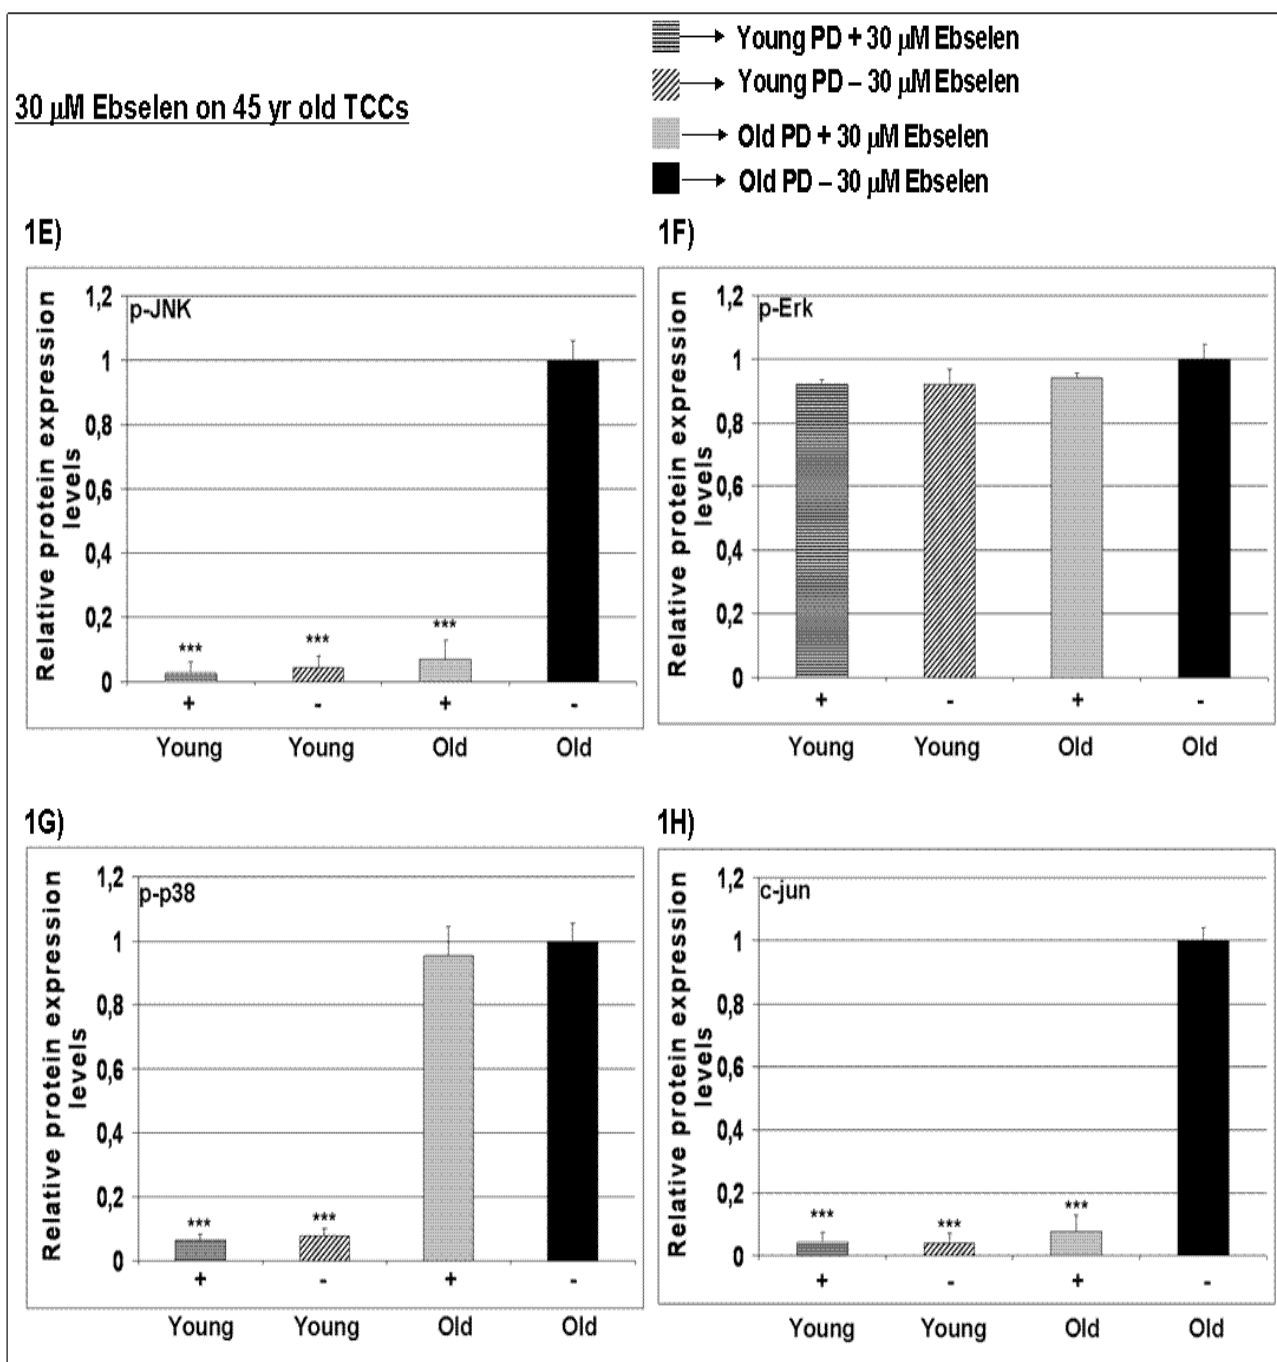 Young PD + 30 µM Ebselen
Young PD – 30 µM Ebselen
30 µM Ebselen on 45 yr old TCCs
Old PD + 30 µM Ebselen
Old PD – 30 µM Ebselen
1E)
1F)
Relative protein expression
levels
p-JNK
1,2
1
0,8
0,6
0,4
0,2
0
***
***
***
+ - + -
Young Young Old Old
Relative protein expression
levels
p-Erk
1,2
1
0,8
0,6
0,4
0,2
0
+ - + -
Young Young Old Old
1G)
1H)
Relative protein expression
levels
p-p38
1,2
1
0,8
0,6
0,4
0,2
0
***
***
+ - + -
Young Young Old Old
Relative protein expression
levels
c-jun
1,2
1
0,8
0,6
0,4
0,2
0
***
***
***
+ - + -
Young Young Old Old